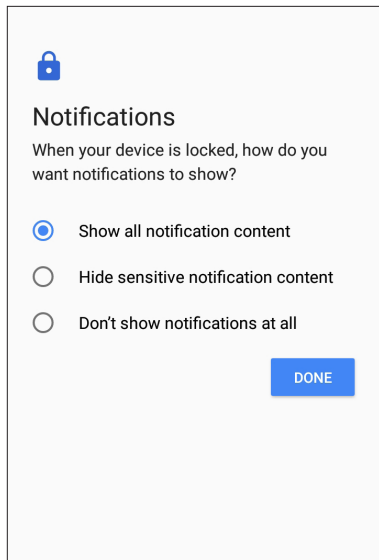 Notifications
When your device is locked, how do you
want notifications to show?
Show all notification content
Hide sensitive notification content
Don’t show notifications at all
DONE